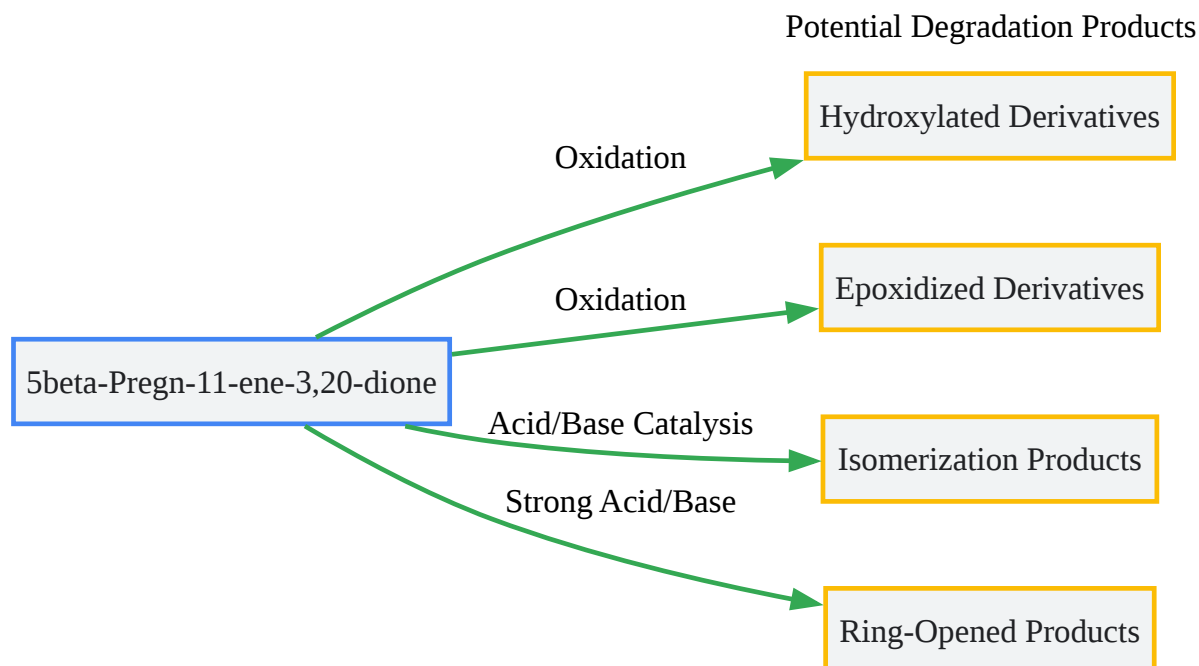 Potential Degradation Products
Hydroxylated Derivatives
Oxidation
Oxidation
Epoxidized Derivatives
5beta-Pregn-11-ene-3,20-dione
Acid/Base Catalysis
Isomerization Products
Strong Acid/Base
Ring-Opened Products